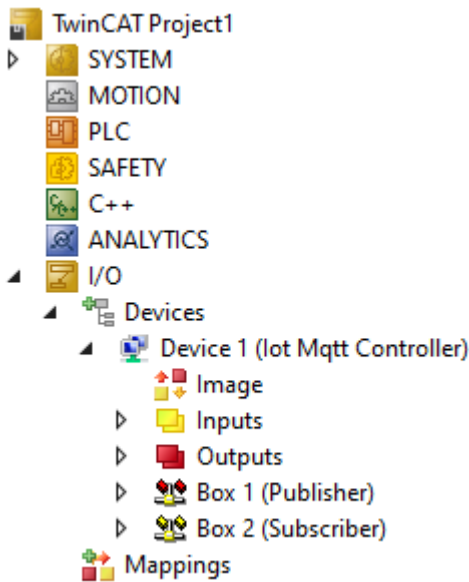 TwinCAT Project1
SYSTEM
MOTION
PLC
SAFETY
C++
ANALYTICS
I/O
Devices
Device 1 (Iot Mqtt Controller)
Image
Inputs
Outputs
Box 1 (Publisher)
Box 2 (Subscriber)
Mappings